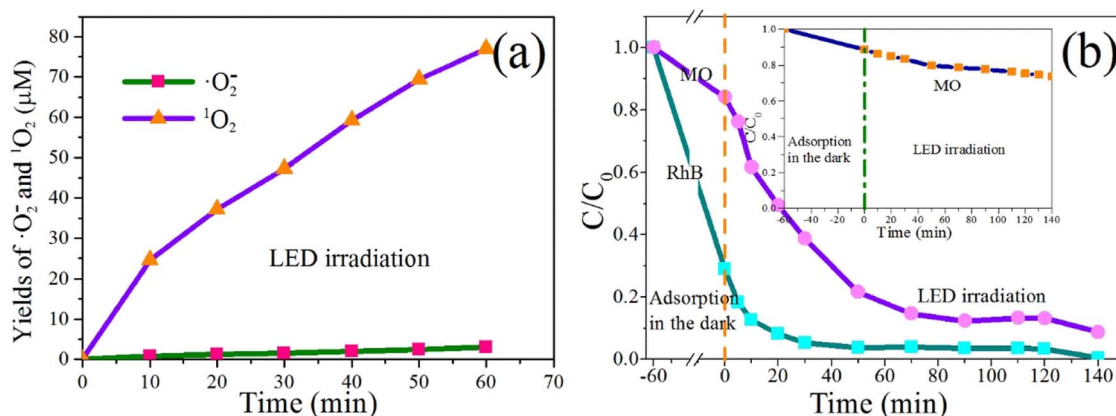 (a)
80
70
60
50
40
30
20
10
0
Yields of ·O₂⁻ and ¹O₂ (μM)
·O₂⁻
¹O₂
LED irradiation
0 10 20 30 40 50 60 70
Time (min)
(b)
1.0
0.8
0.6
0.4
0.2
0.0
C/C₀
MO
RhB
Adsorption
in the dark
LED irradiation
-60 0 20 40 60 80 100 120 140
Time (min)
1.0
0.8
0.6
0.4
0.2
0.0
C/C₀
MO
Adsorption
in the dark
LED irradiation
-60 -40 -20 0 20 40 60 80 100 120 140
Time (min)